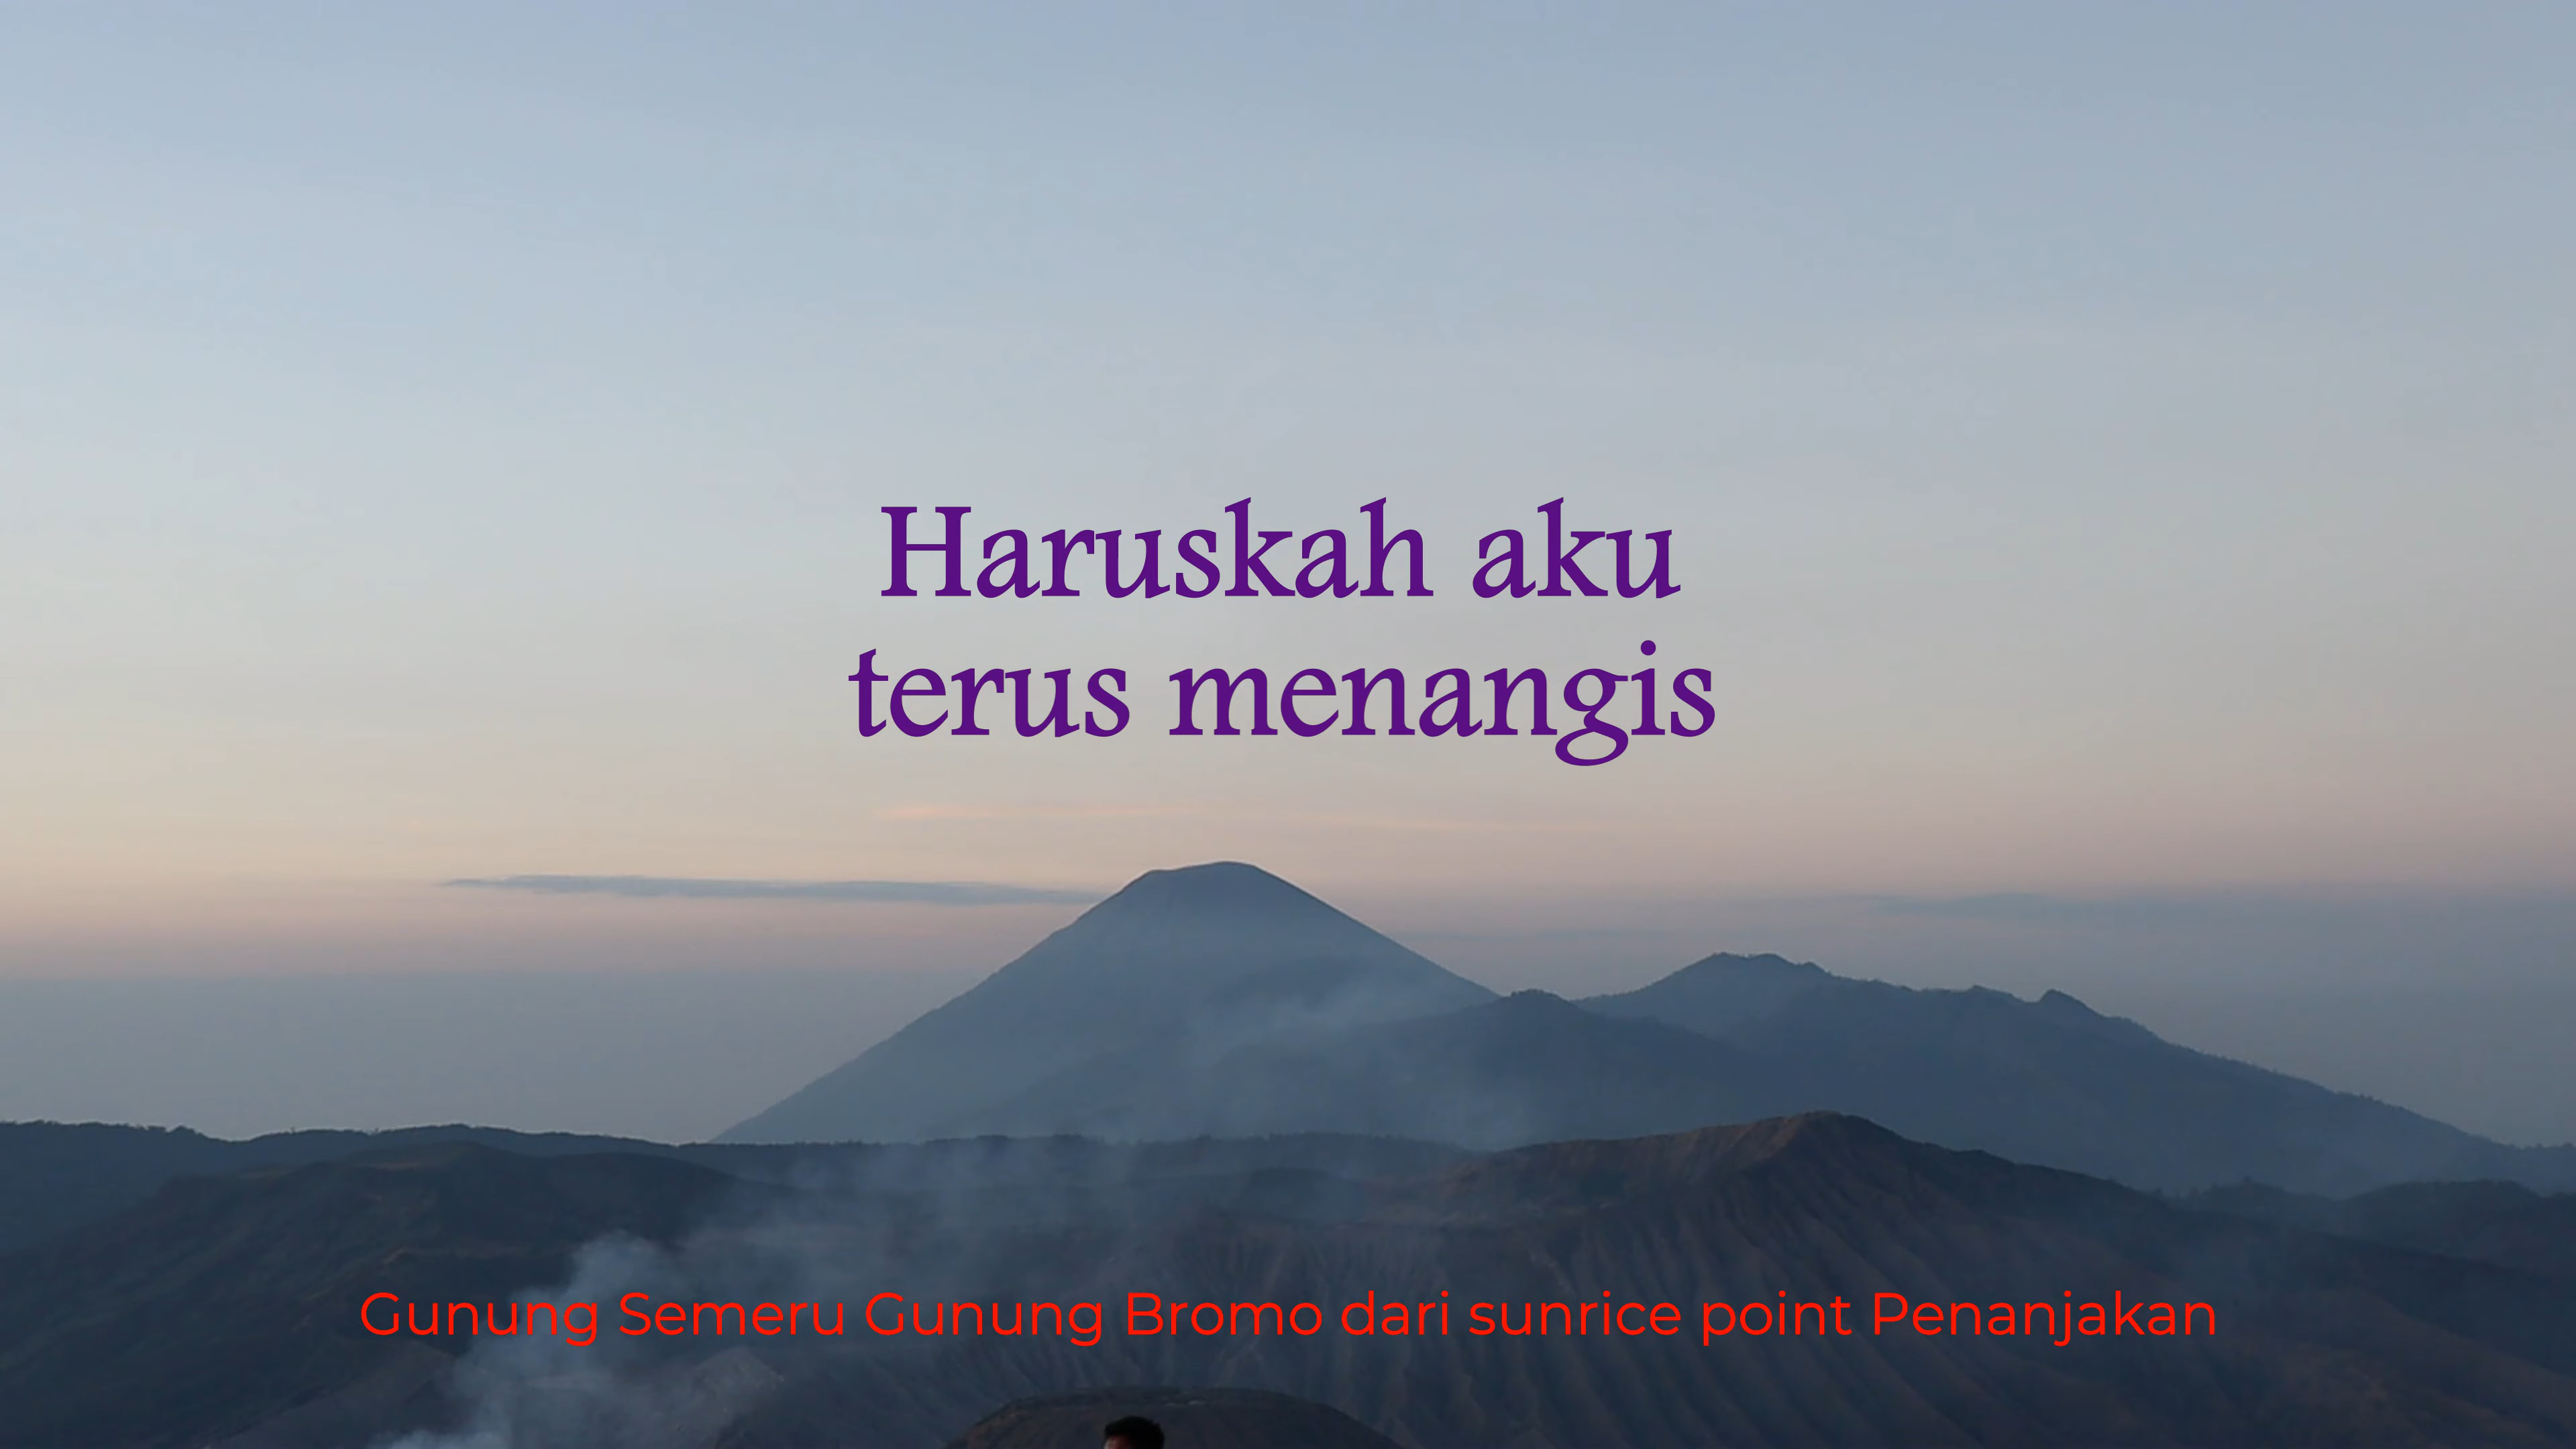 Haruskah aku
terus menangis
Gunung Semeru Gunung Bromo dari sunrice point Penanjakan